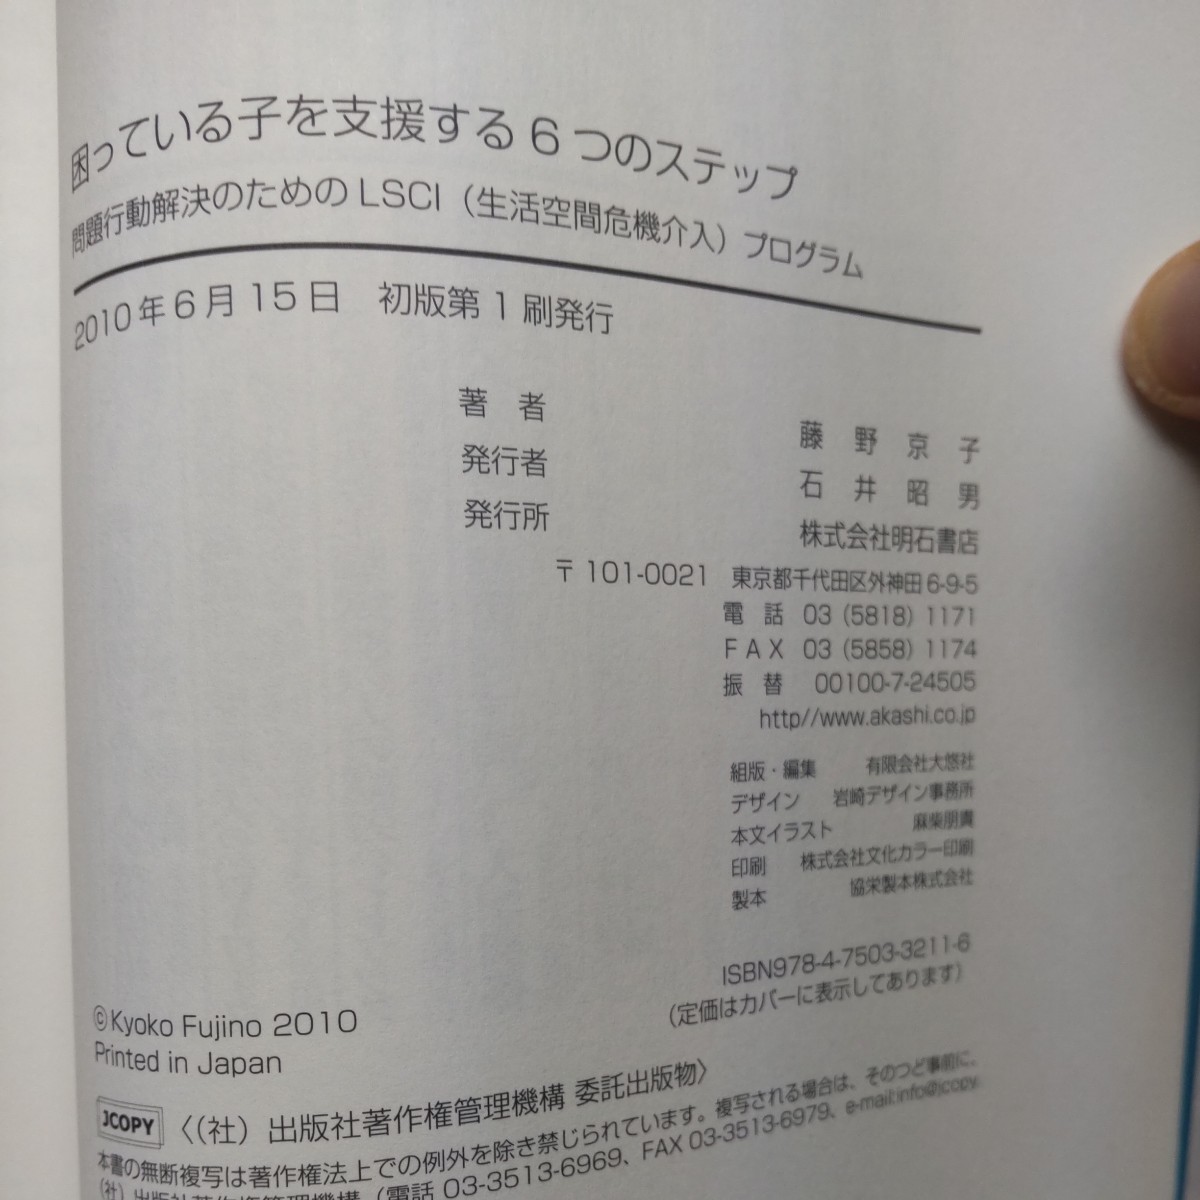 困っている子を支援する6つのステップ
問題行動解決のためのLSCI（生活空間危機介入）プログラム
2010年6月15日　初版第1刷発行
著　者　藤　野　京　子
発行者　石　井　昭　男
発行所　株式会社明石書店
〒101-0021　東京都千代田区外神田6-9-5
電　話　03（5818）1171
FAX　03（5858）1174
振　替　00100-7-24505
http//www.akashi.co.jp
組版・編集　有限会社大悠社
デザイン　岩崎デザイン事務所
本文イラスト　麻柴朋貴
印刷　株式会社文化カラー印刷
製本　協栄製本株式会社
ISBN978-4-7503-3211-6
（定価はカバーに表示してあります）
©Kyoko Fujino 2010
Printed in Japan
JCOPY 〈（社）出版社著作権管理機構 委託出版物〉
本書の無断複写は著作権法上での例外を除き禁じられています。複写される場合は、そのつど事前に、
（社）出版社著作権管理機構（電話 03-3513-6969、FAX 03-3513-6979、e-mail:info@jcopy.